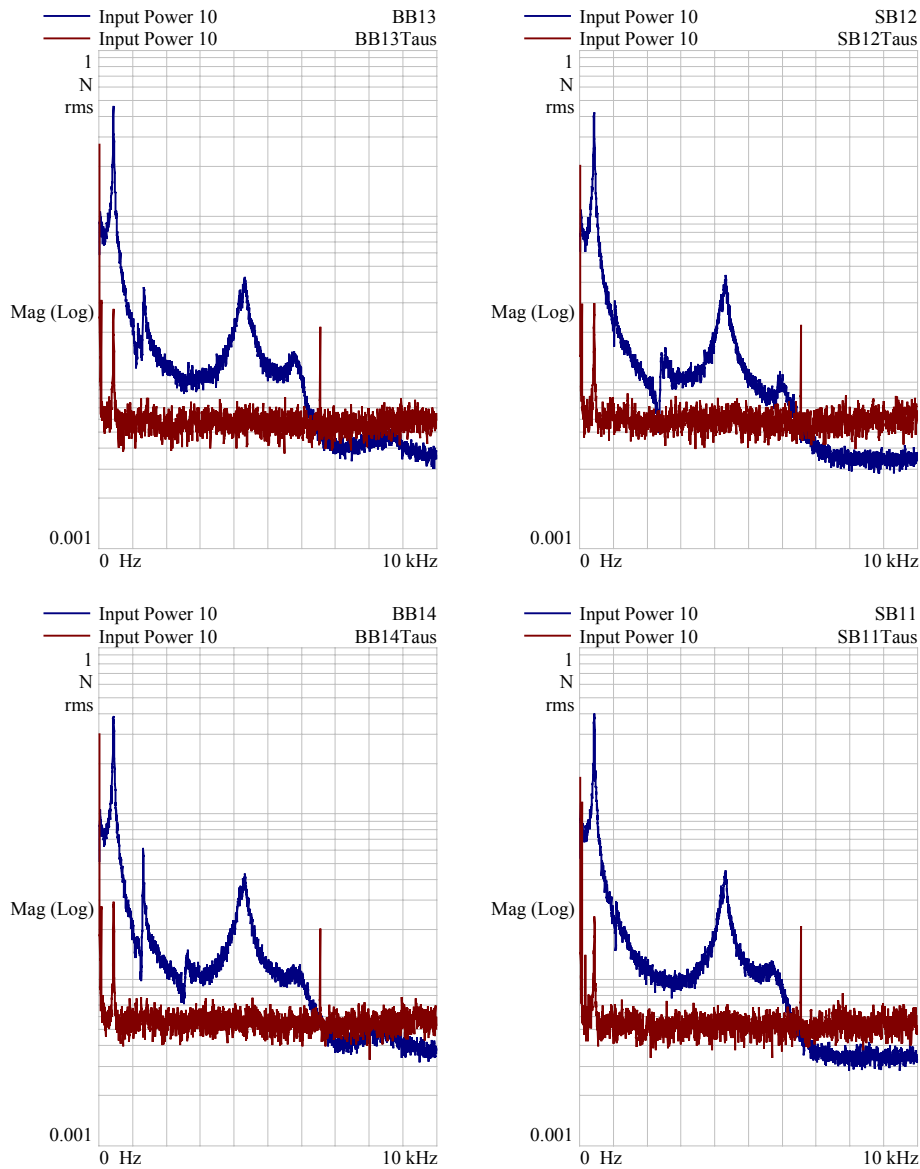 Input Power 10 BB13
Input Power 10 BB13Taus
1
N
rms
Mag (Log)
0.001
0 Hz 10 kHz
Input Power 10 SB12
Input Power 10 SB12Taus
1
N
rms
Mag (Log)
0.001
0 Hz 10 kHz
Input Power 10 BB14
Input Power 10 BB14Taus
1
N
rms
Mag (Log)
0.001
0 Hz 10 kHz
Input Power 10 SB11
Input Power 10 SB11Taus
1
N
rms
Mag (Log)
0.001
0 Hz 10 kHz